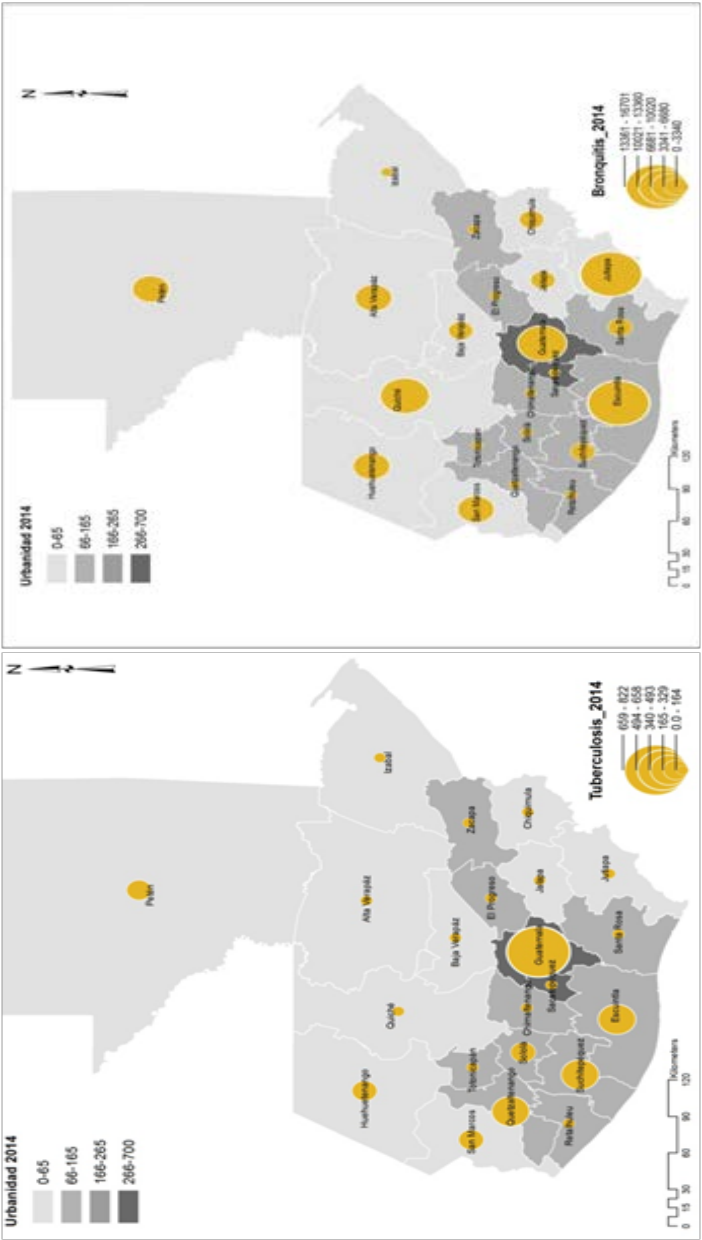 N
Urbanidad 2014
0-65
66-165
166-265
266-700
Petén
Huehuetenango
Quiché
Alta Verapáz
Izabal
San Marcos
Totonicapán
Baja Verapáz
Zacapa
Quetzaltenango
Sololá
Chimaltenango
El Progreso
Guatemala
Jalapa
Chiquimula
Retalhuleu
Suchitepéquez
Escuintla
Santa Rosa
Jutiapa
Bronquitis_2014
13361 - 16701
10021 - 13360
6681 - 10020
3341 - 6680
0 -3340
0 15 30 60 90 120
Kilometers
N
Urbanidad 2014
0-65
66-165
166-265
266-700
Petén
Huehuetenango
Quiché
Alta Verapáz
Izabal
San Marcos
Totonicapán
Baja Verapáz
Zacapa
Quetzaltenango
Sololá
Chimaltenango
El Progreso
Guatemala
Jalapa
Chiquimula
Retalhuleu
Suchitepéquez
Escuintla
Santa Rosa
Jutiapa
Tuberculosis_2014
659 - 822
494 - 658
340 - 493
165 - 329
0.0 - 164
0 15 30 60 90 120
Kilometers